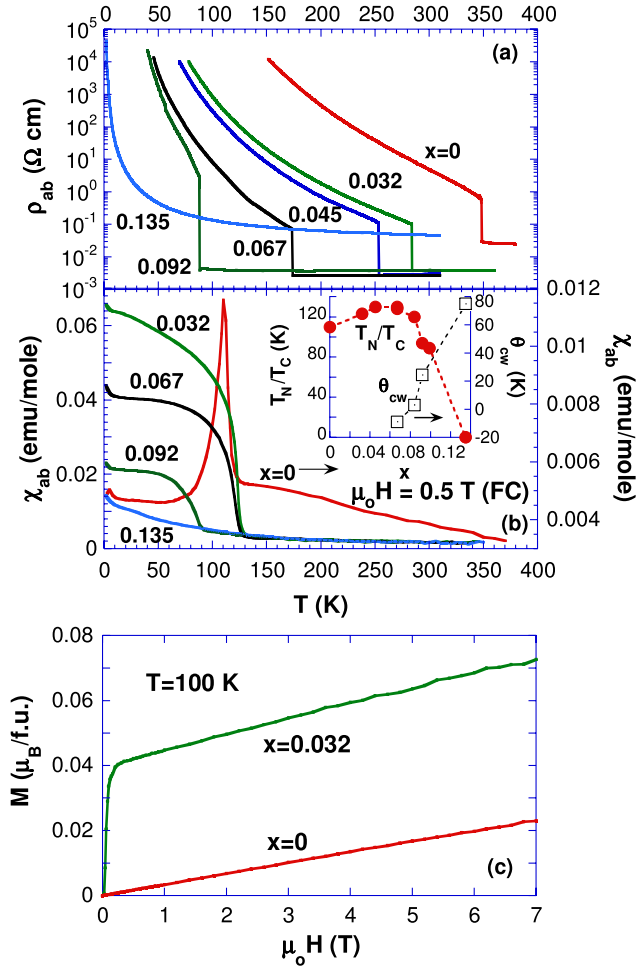 0 50 100 150 200 250 300 350 400
10^5
10^4
10^3
10^2
10^1
10^0
10^-1
10^-2
10^-3
ρ_ab (Ω cm)
(a)
x=0
0.032
0.045
0.135
0.067
0.092
0.06
0.04
0.02
0
χ_ab (emu/mole)
0.012
0.01
0.008
0.006
0.004
χ_ab (emu/mole)
0.032
0.067
0.092
0.135
x=0
μ_oH = 0.5 T (FC)
(b)
T_N/T_C (K)
120
80
40
0
T_N/T_C
θ_cw
80
60
40
20
0
-20
θ_cw (K)
0 0.04 0.08 0.12
x
0 50 100 150 200 250 300 350 400
T (K)
0.08
0.06
0.04
0.02
0
M (μ_B/f.u.)
T=100 K
x=0.032
x=0
(c)
0 1 2 3 4 5 6 7
μ_oH (T)